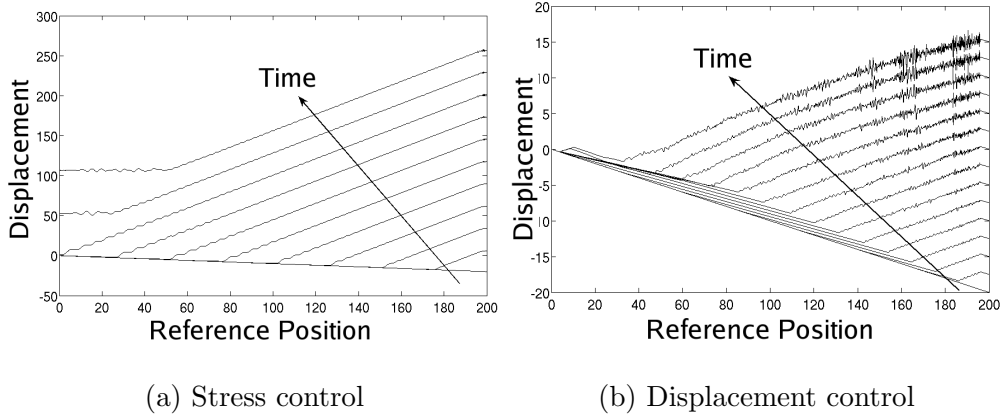 300
250
200
150
100
50
0
-50
0 20 40 60 80 100 120 140 160 180 200
Displacement
Time
Reference Position
(a) Stress control
20
15
10
5
0
-5
-10
-15
-20
0 20 40 60 80 100 120 140 160 180 200
Displacement
Time
Reference Position
(b) Displacement control